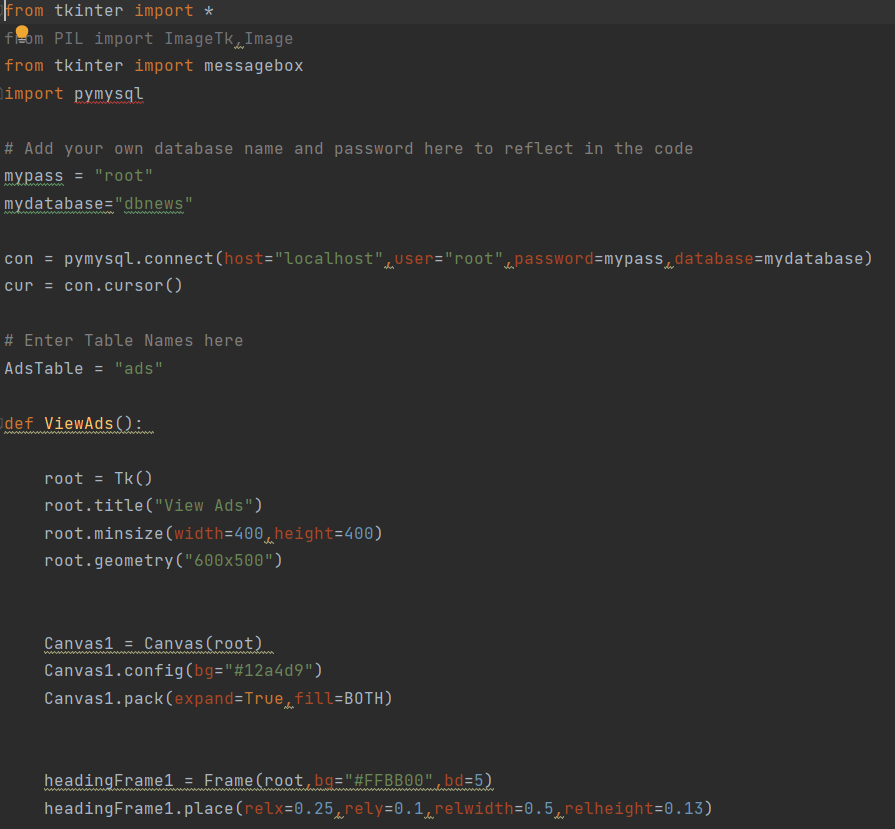 from tkinter import *
from PIL import ImageTk,Image
from tkinter import messagebox
import pymysql
# Add your own database name and password here to reflect in the code
mypass = "root"
mydatabase="dbnews"
con = pymysql.connect(host="localhost",user="root",password=mypass,database=mydatabase)
cur = con.cursor()
# Enter Table Names here
AdsTable = "ads"
def ViewAds():
root = Tk()
root.title("View Ads")
root.minsize(width=400,height=400)
root.geometry("600x500")
Canvas1 = Canvas(root)
Canvas1.config(bg="#12a4d9")
Canvas1.pack(expand=True,fill=BOTH)
headingFrame1 = Frame(root,bg="#FFBB00",bd=5)
headingFrame1.place(relx=0.25,rely=0.1,relwidth=0.5,relheight=0.13)